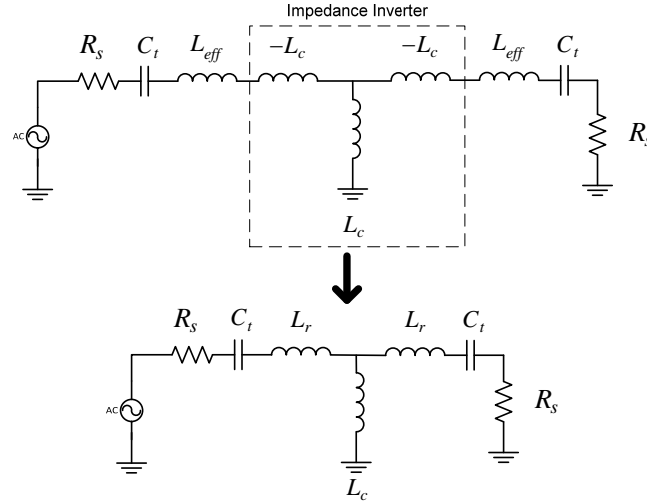 Impedance Inverter
R_s C_t L_eff −L_c −L_c L_eff C_t
AC
R_s
L_c
R_s C_t L_r L_r C_t
AC
R_s
L_c